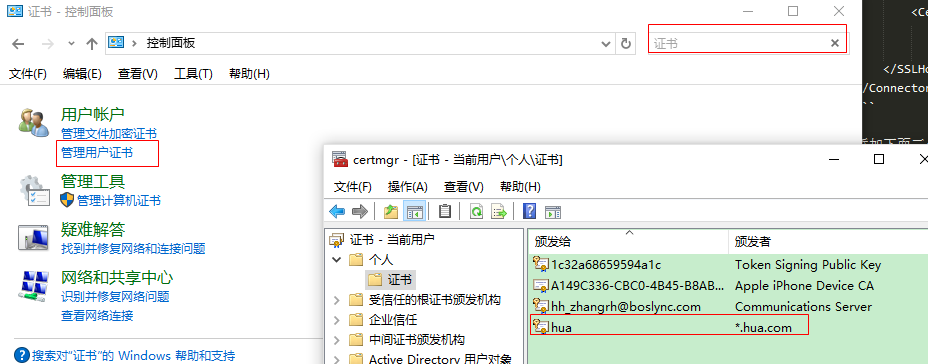 证书 - 控制面板
控制面板
证书
文件(F) 编辑(E) 查看(V) 工具(T) 帮助(H)
用户帐户
管理文件加密证书
管理用户证书
管理工具
管理计算机证书
疑难解答
找到并修复网络和连接问题
网络和共享中心
识别并修复网络问题
查看网络连接
搜索对"证书"的 Windows 帮助和支持
<Ce
</SSLHo
/Connector
``
certmgr - [证书 - 当前用户\个人\证书]
文件(F) 操作(A) 查看(V) 帮助(H)
证书 - 当前用户
个人
证书
受信任的根证书颁发机构
企业信任
中间证书颁发机构
Active Directory 用户对象
颁发给 颁发者
1c32a68659594a1c Token Signing Public Key
A149C336-CBC0-4B45-B8AB... Apple iPhone Device CA
hh_zhangrh@boslync.com Communications Server
hua *.hua.com